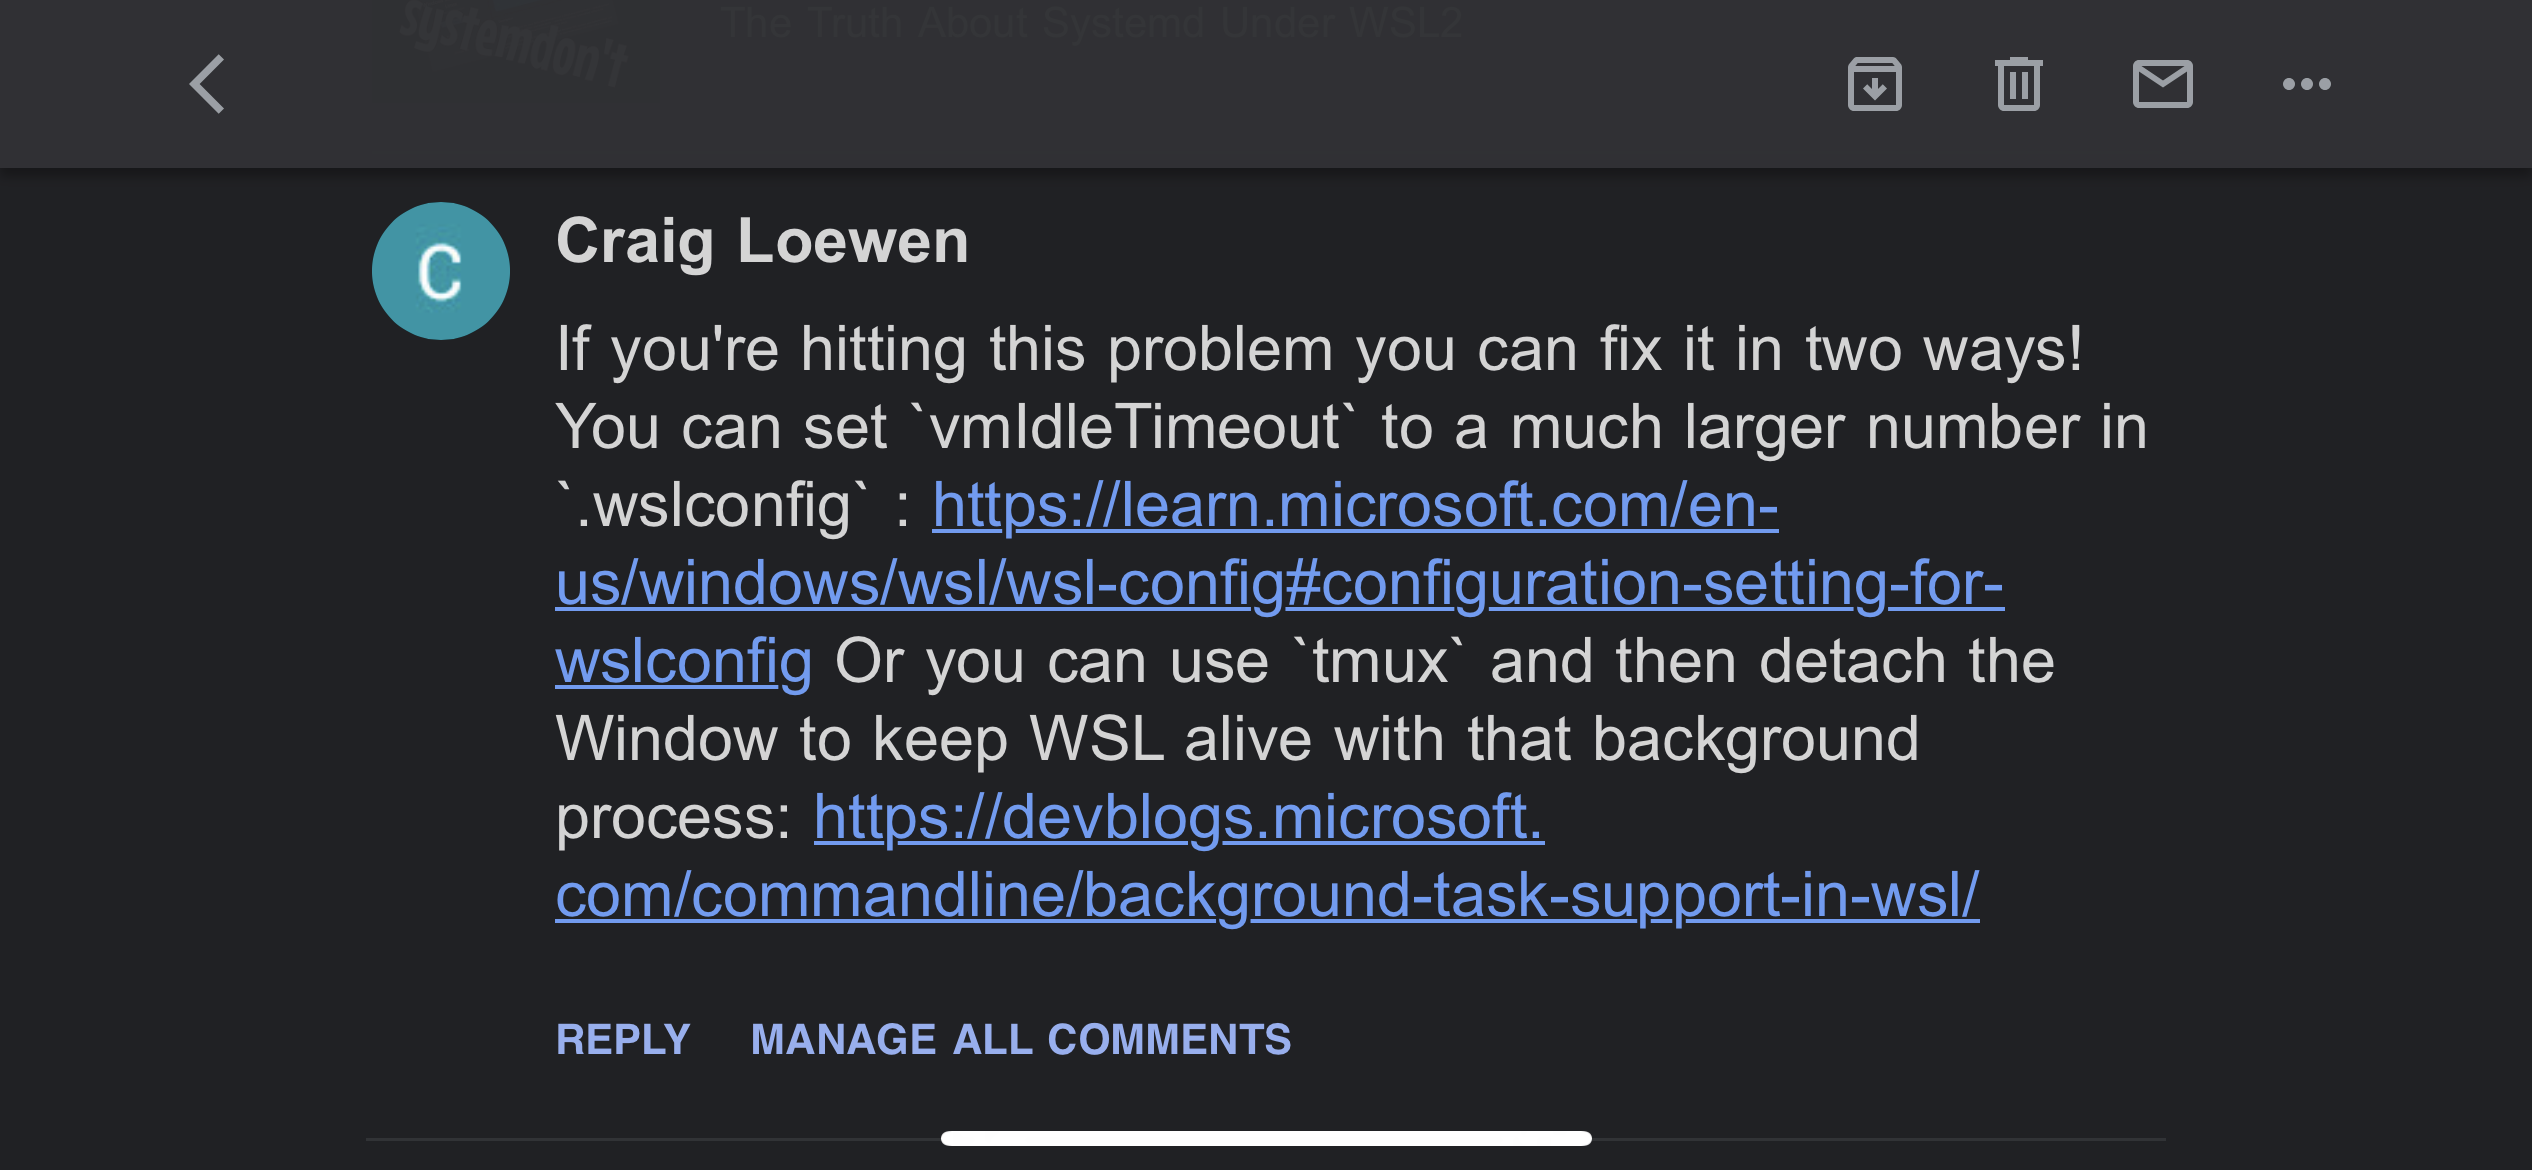 systemdon't
The Truth About Systemd Under WSL2
C
Craig Loewen
If you're hitting this problem you can fix it in two ways!
You can set `vmIdleTimeout` to a much larger number in
`.wslconfig` : https://learn.microsoft.com/en-
us/windows/wsl/wsl-config#configuration-setting-for-
wslconfig Or you can use `tmux` and then detach the
Window to keep WSL alive with that background
process: https://devblogs.microsoft.
com/commandline/background-task-support-in-wsl/
REPLY MANAGE ALL COMMENTS